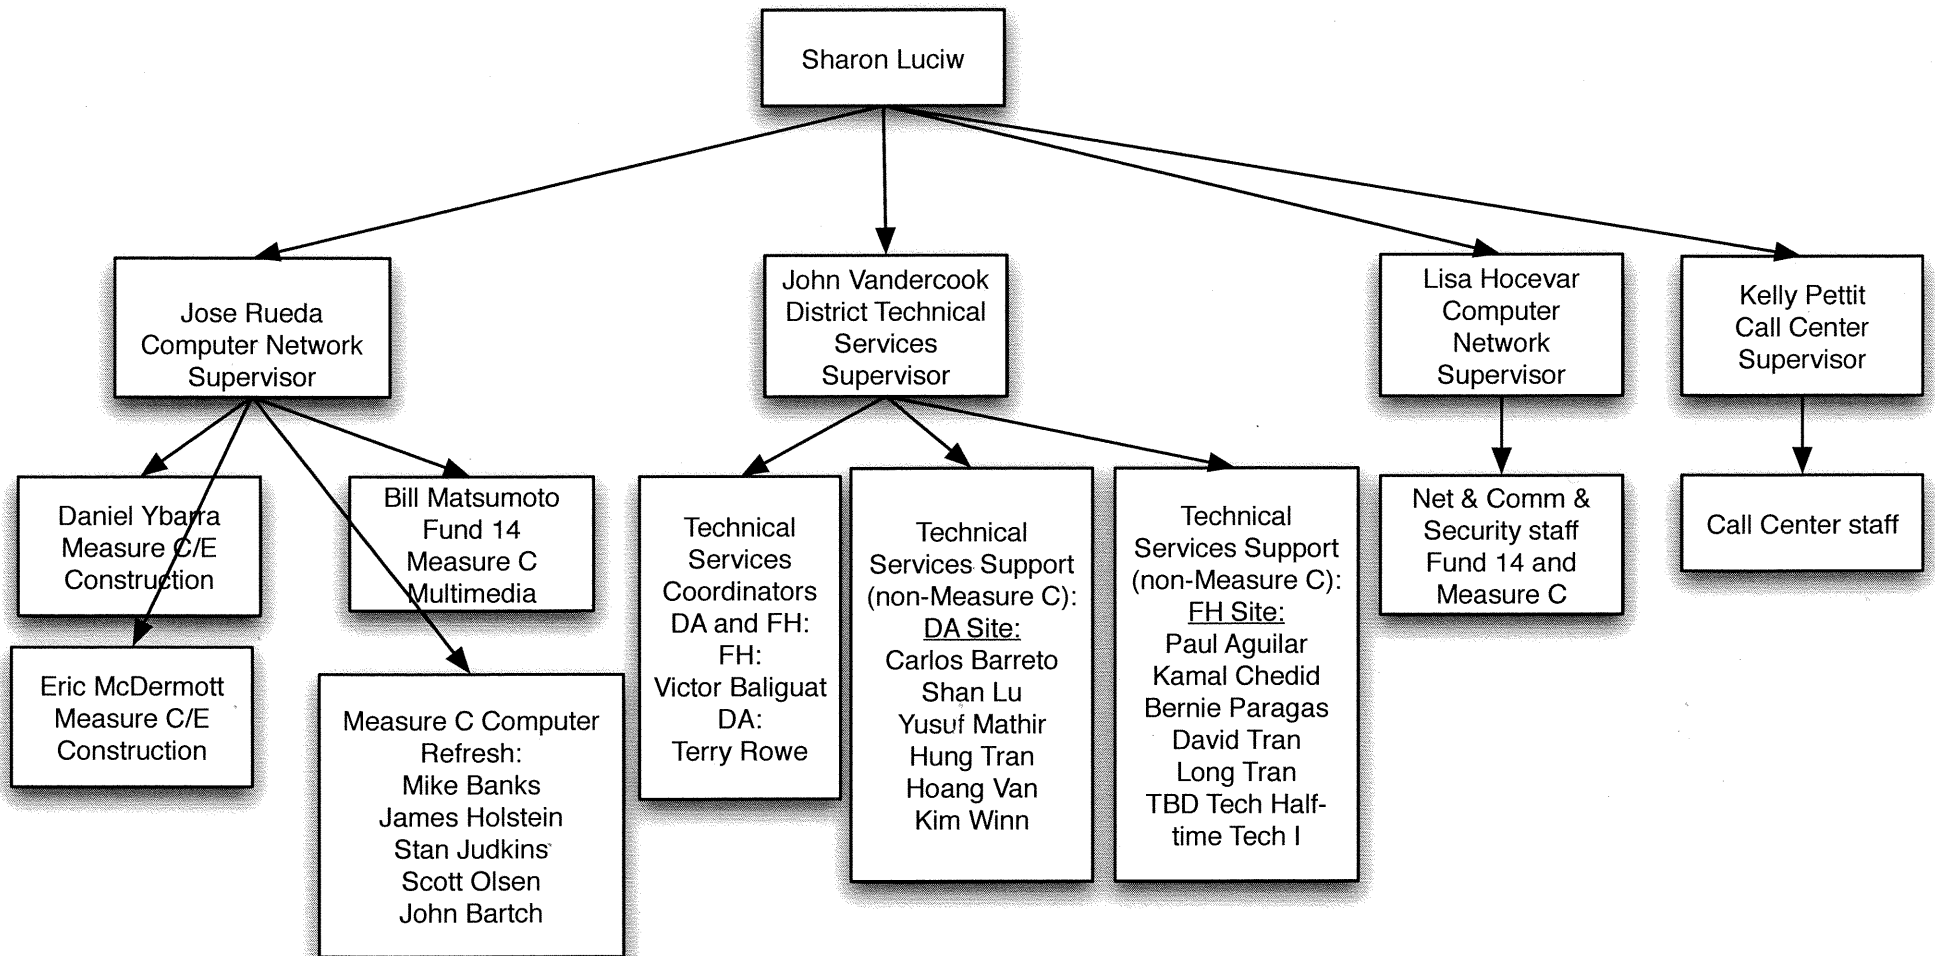 Sharon Luciw
Jose Rueda
Computer Network
Supervisor
John Vandercook
District Technical
Services
Supervisor
Lisa Hocevar
Computer
Network
Supervisor
Kelly Pettit
Call Center
Supervisor
Daniel Ybarra
Measure C/E
Construction
Bill Matsumoto
Fund 14
Measure C
Multimedia
Eric McDermott
Measure C/E
Construction
Measure C Computer
Refresh:
Mike Banks
James Holstein
Stan Judkins
Scott Olsen
John Bartch
Technical
Services
Coordinators
DA and FH:
FH:
Victor Baliguat
DA:
Terry Rowe
Technical
Services Support
(non-Measure C):
DA Site:
Carlos Barreto
Shan Lu
Yusuf Mathir
Hung Tran
Hoang Van
Kim Winn
Technical
Services Support
(non-Measure C):
FH Site:
Paul Aguilar
Kamal Chedid
Bernie Paragas
David Tran
Long Tran
TBD Tech Half-
time Tech I
Net & Comm &
Security staff
Fund 14 and
Measure C
Call Center staff